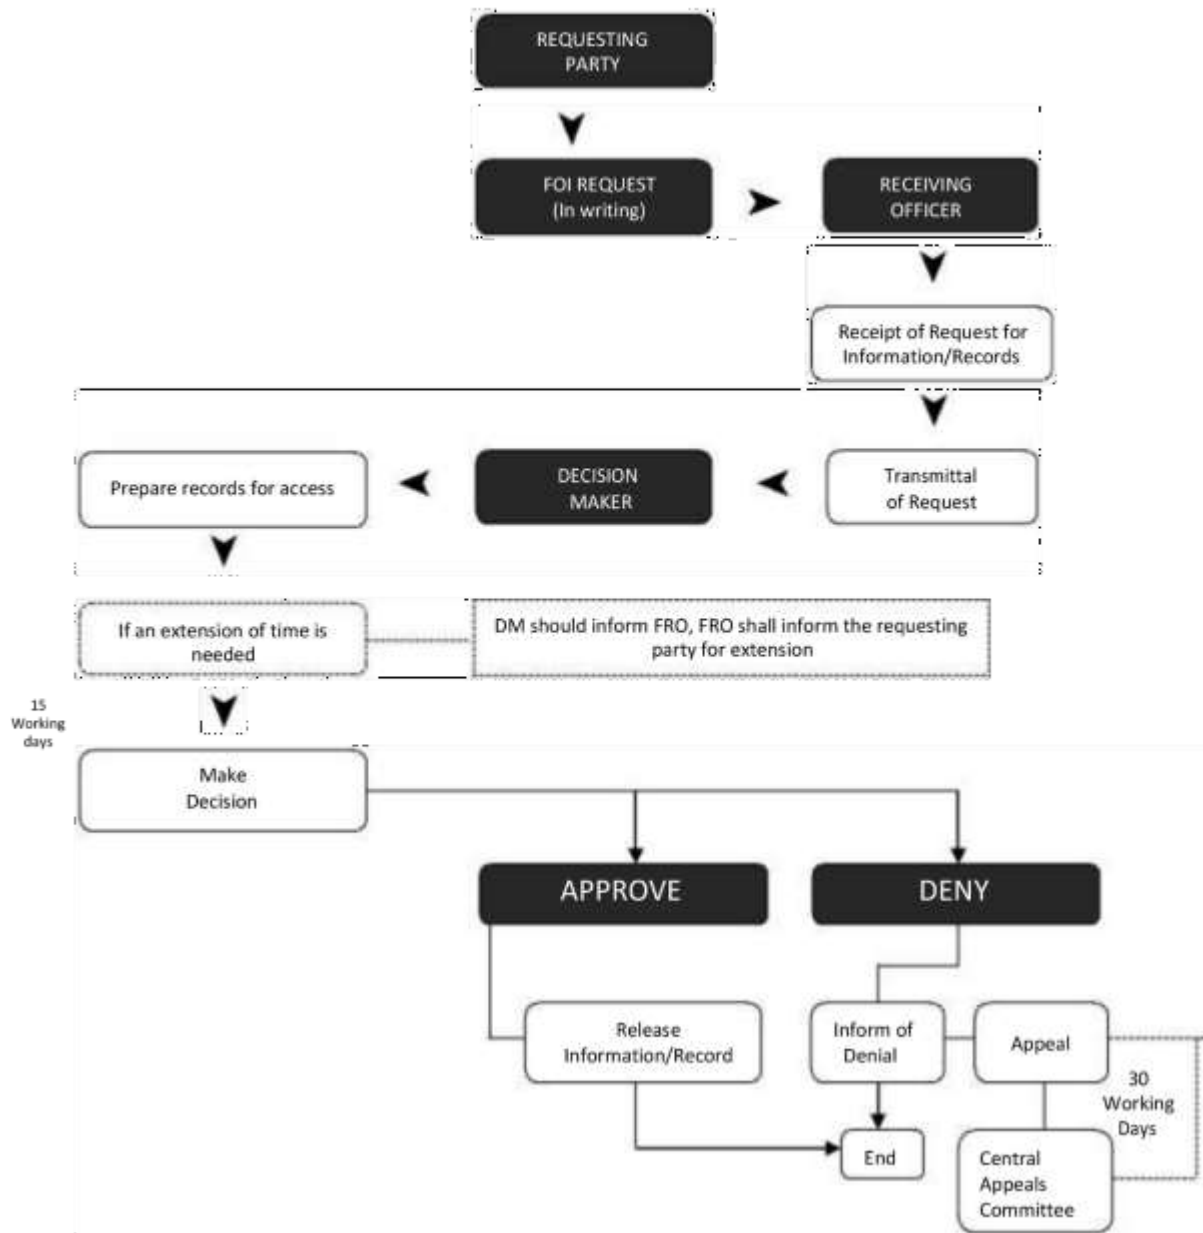 REQUESTING
PARTY
FOI REQUEST
(In writing)
RECEIVING
OFFICER
Receipt of Request for
Information/Records
Prepare records for access
DECISION
MAKER
Transmittal
of Request
If an extension of time is
needed
DM should inform FRO, FRO shall inform the requesting
party for extension
15
Working
days
Make
Decision
APPROVE
DENY
Release
Information/Record
Inform of
Denial
Appeal
30
Working
Days
End
Central
Appeals
Committee